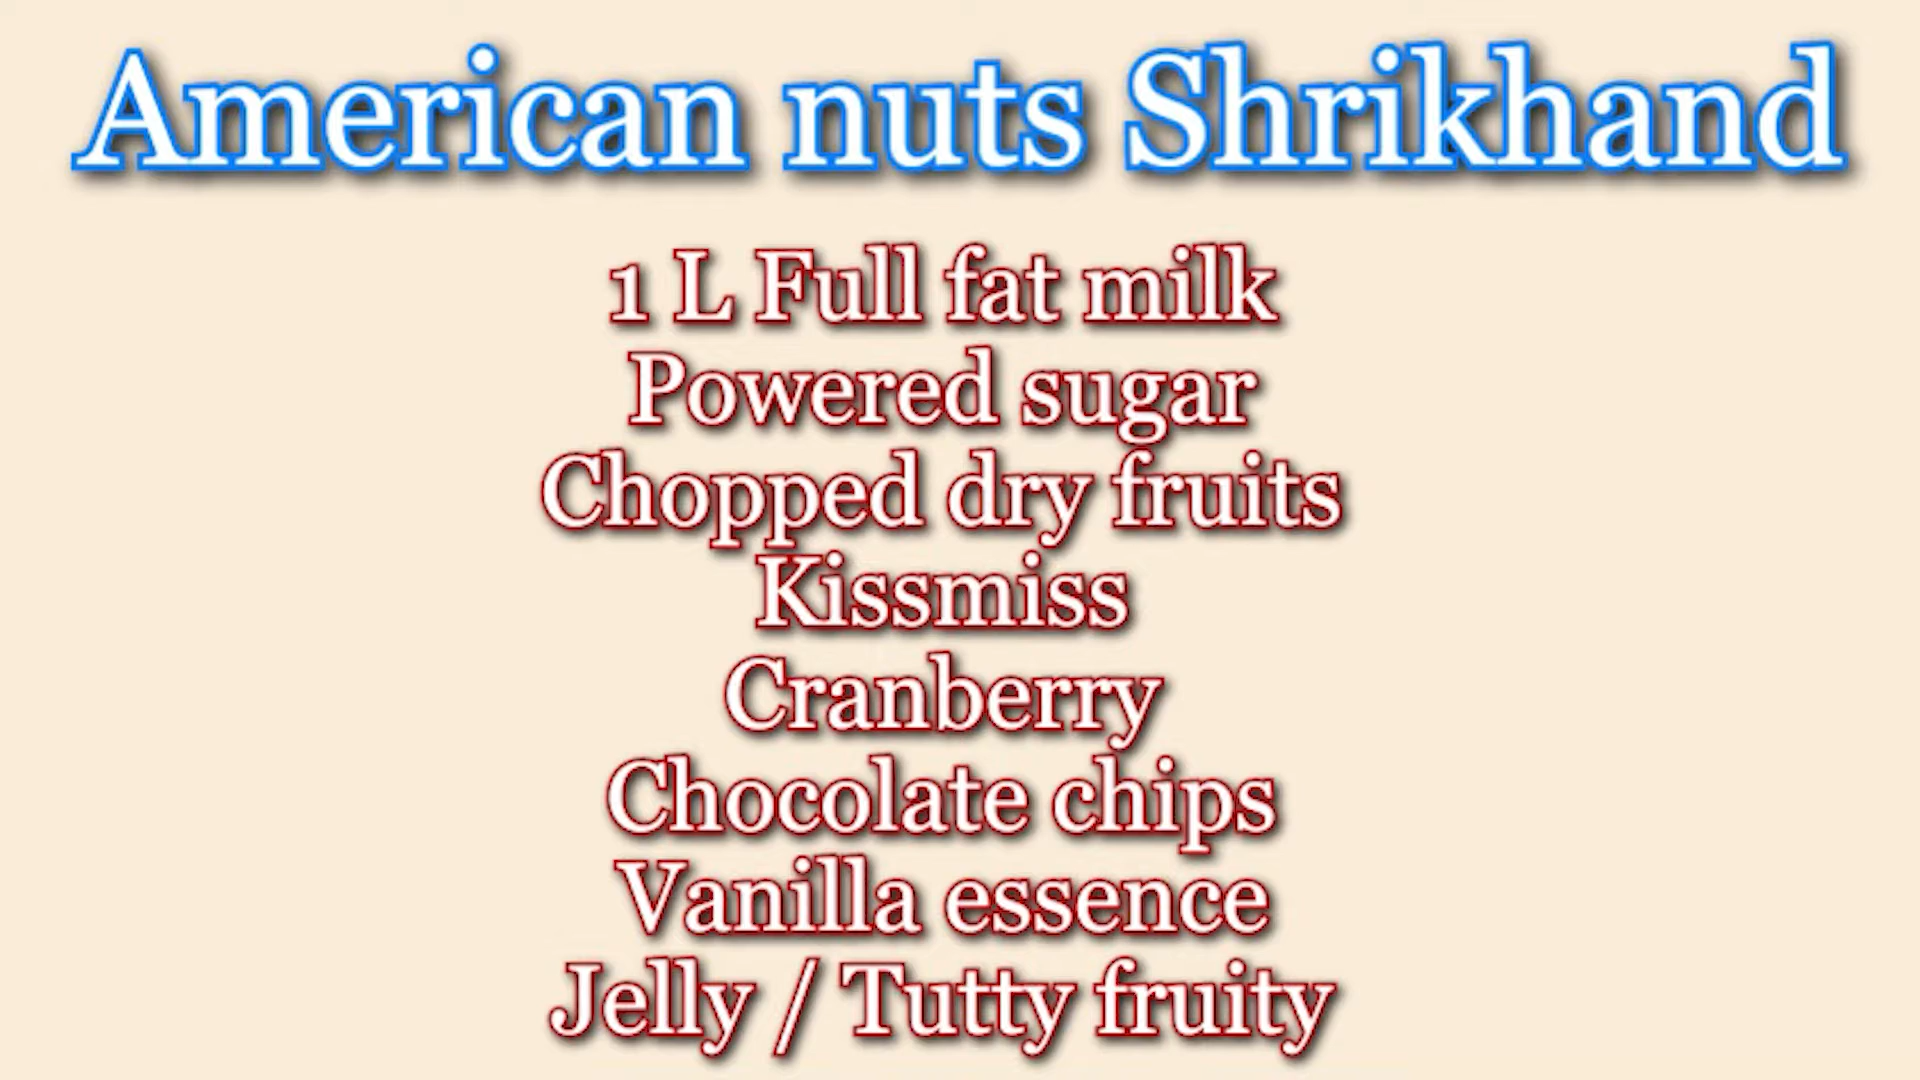 American nuts Shrikhand
1 L Full fat milk
Powered sugar
Chopped dry fruits
Kissmiss
Cranberry
Chocolate chips
Vanilla essence
Jelly / Tutty fruity